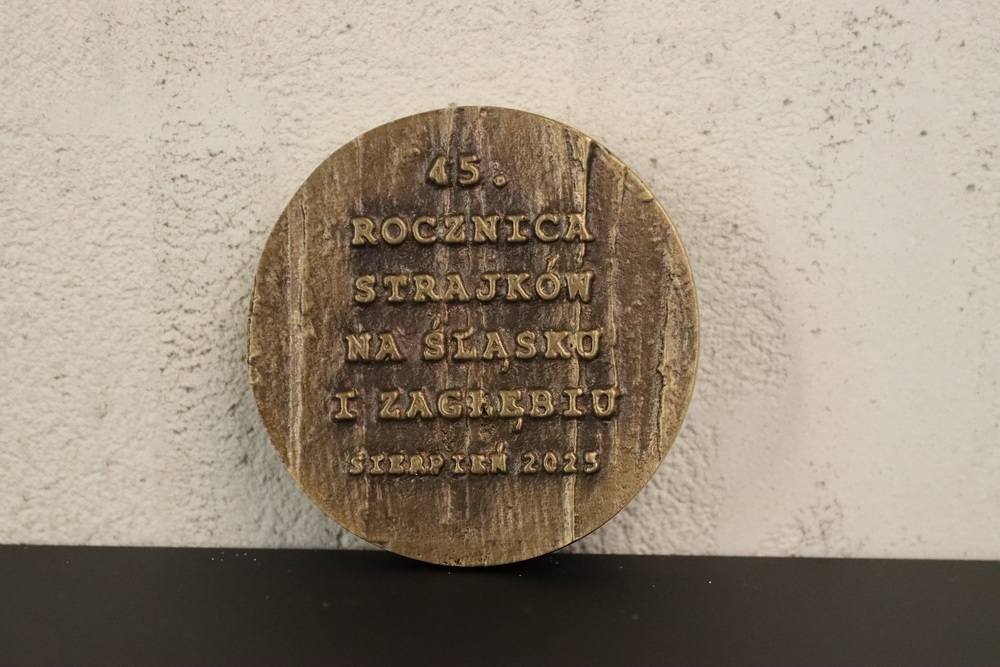 45.
ROCZNICA
STRAJKÓW
NA ŚLĄSKU
I ZAGŁĘBIU
SIERPIEŃ 2025